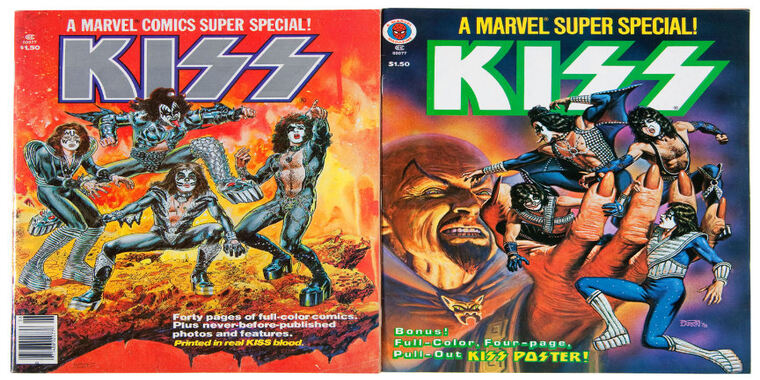 A MARVEL COMICS SUPER SPECIAL!
$1.50
KISS
Forty pages of full-color comics.
Plus never-before-published
photos and features.
Printed in real KISS blood.
A MARVEL SUPER SPECIAL!
$1.50
KISS
Bonus!
Full-Color, Four-page,
Pull-Out KISS POSTER!